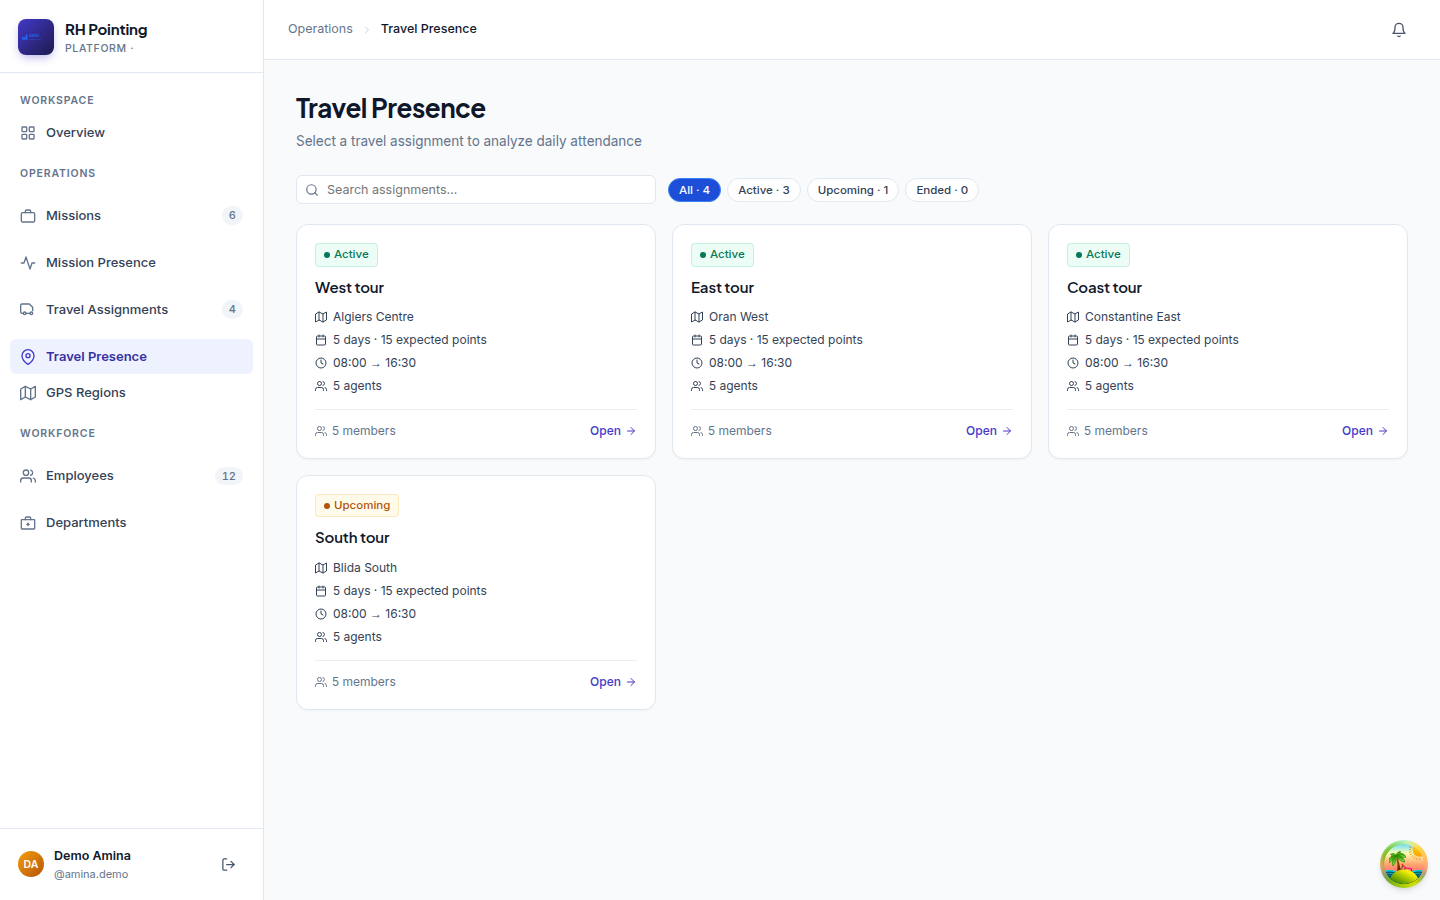 RH Pointing
PLATFORM ·
WORKSPACE
Overview
OPERATIONS
Missions 6
Mission Presence
Travel Assignments 4
Travel Presence
GPS Regions
WORKFORCE
Employees 12
Departments
DA
Demo Amina
@amina.demo
Operations > Travel Presence
Travel Presence
Select a travel assignment to analyze daily attendance
Search assignments...
All · 4
Active · 3
Upcoming · 1
Ended · 0
Active
West tour
Algiers Centre
5 days · 15 expected points
08:00 → 16:30
5 agents
5 members
Open →
Active
East tour
Oran West
5 days · 15 expected points
08:00 → 16:30
5 agents
5 members
Open →
Active
Coast tour
Constantine East
5 days · 15 expected points
08:00 → 16:30
5 agents
5 members
Open →
Upcoming
South tour
Blida South
5 days · 15 expected points
08:00 → 16:30
5 agents
5 members
Open →